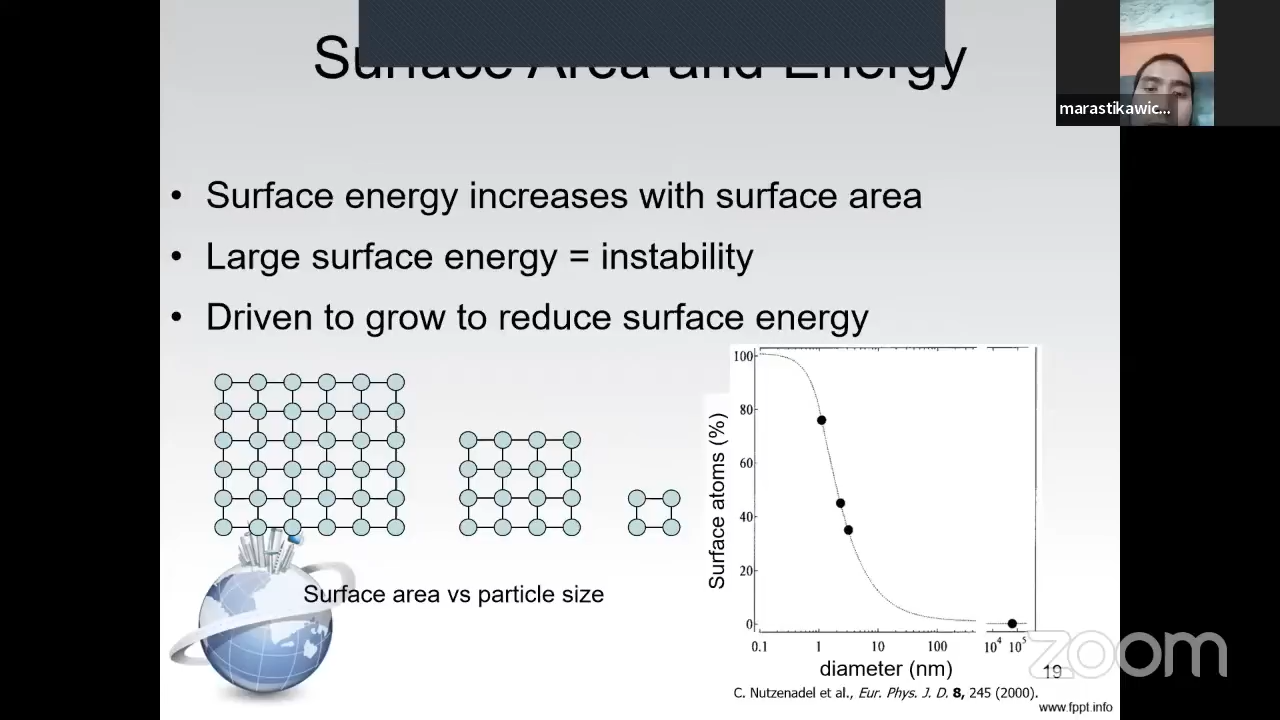 Surface Area and Energy
marastikawic...
• Surface energy increases with surface area
• Large surface energy = instability
• Driven to grow to reduce surface energy
Surface area vs particle size
Surface atoms (%)
100
80
60
40
20
0
0.1 1 10 100 10⁴ 10⁵
diameter (nm)
C. Nutzenadel et al., Eur. Phys. J. D. 8, 245 (2000).
19
www.fppt.info
zoom